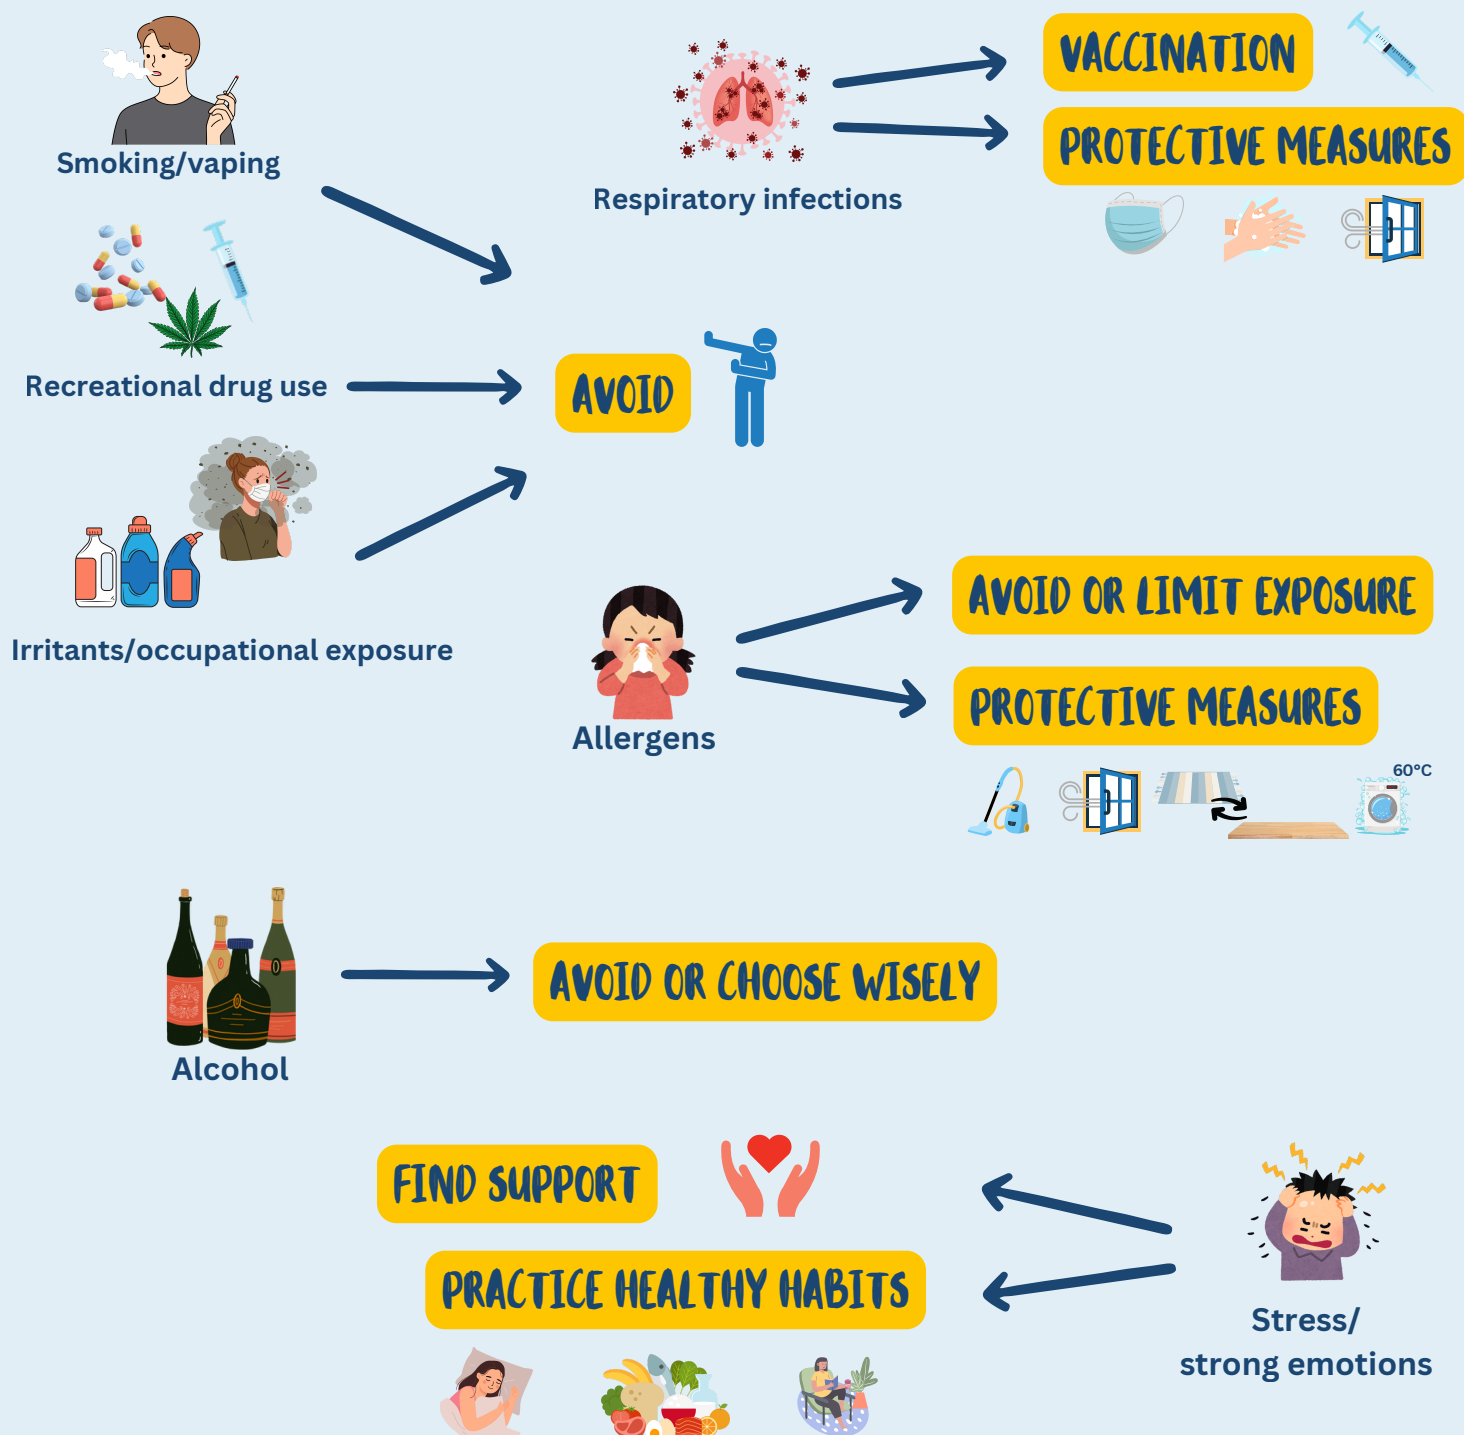 VACCINATION
PROTECTIVE MEASURES
Smoking/vaping
Respiratory infections
Recreational drug use
AVOID
Irritants/occupational exposure
AVOID OR LIMIT EXPOSURE
PROTECTIVE MEASURES
Allergens
60°C
AVOID OR CHOOSE WISELY
Alcohol
FIND SUPPORT
PRACTICE HEALTHY HABITS
Stress/
strong emotions